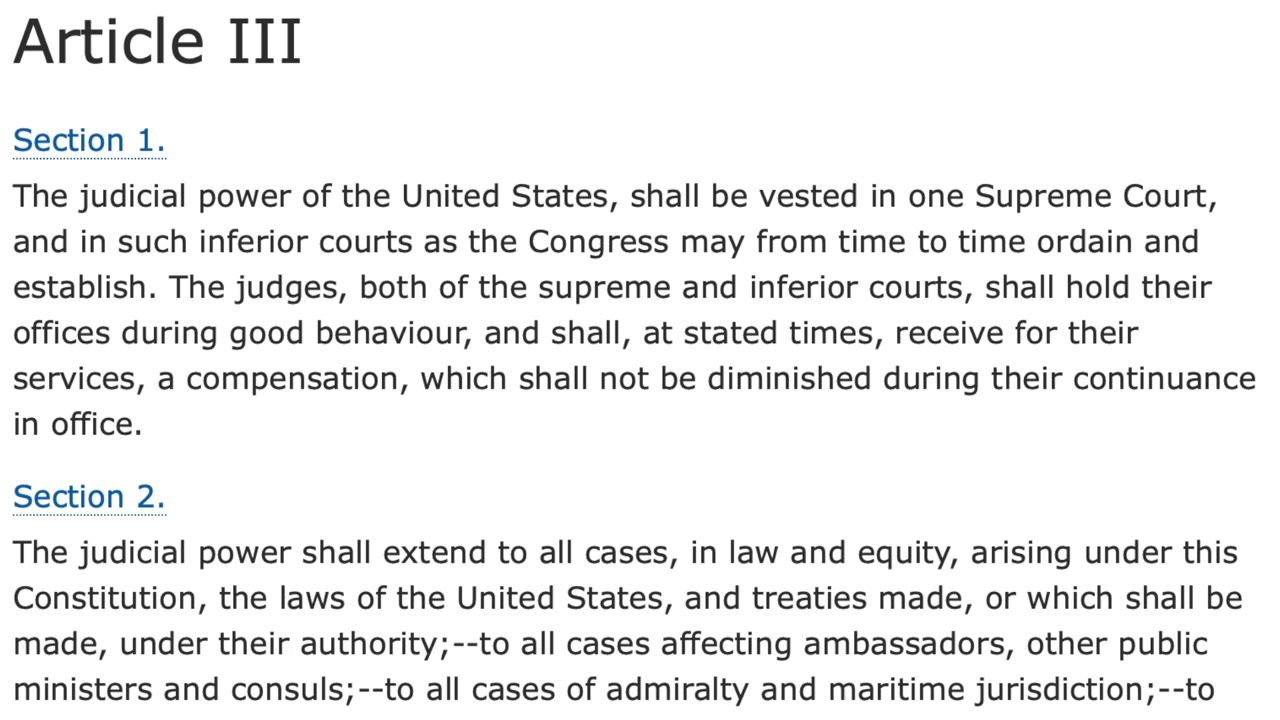 Article III
Section 1.
The judicial power of the United States, shall be vested in one Supreme Court,
and in such inferior courts as the Congress may from time to time ordain and
establish. The judges, both of the supreme and inferior courts, shall hold their
offices during good behaviour, and shall, at stated times, receive for their
services, a compensation, which shall not be diminished during their continuance
in office.
Section 2.
The judicial power shall extend to all cases, in law and equity, arising under this
Constitution, the laws of the United States, and treaties made, or which shall be
made, under their authority;--to all cases affecting ambassadors, other public
ministers and consuls;--to all cases of admiralty and maritime jurisdiction;--to